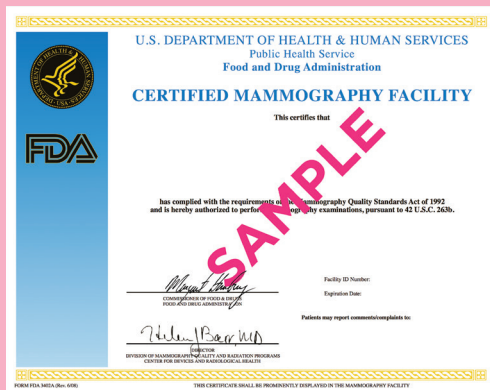 U.S. DEPARTMENT OF HEALTH & HUMAN SERVICES
Public Health Service
Food and Drug Administration
CERTIFIED MAMMOGRAPHY FACILITY
This certifies that
SAMPLE
has complied with the requirements of the Mammography Quality Standards Act of 1992
and is hereby authorized to perform mammography examinations, pursuant to 42 U.S.C. 263b.
FDA
COMMISSIONER OF FOOD & DRUGS
FOOD AND DRUG ADMINISTRATION
Facility ID Number:
Expiration Date:
Patients may report comments/complaints to:
DIRECTOR
DIVISION OF MAMMOGRAPHY QUALITY AND RADIATION PROGRAMS
CENTER FOR DEVICES AND RADIOLOGICAL HEALTH
FORM FDA 3402A (Rev. 6/08)
THIS CERTIFICATE SHALL BE PROMINENTLY DISPLAYED IN THE MAMMOGRAPHY FACILITY